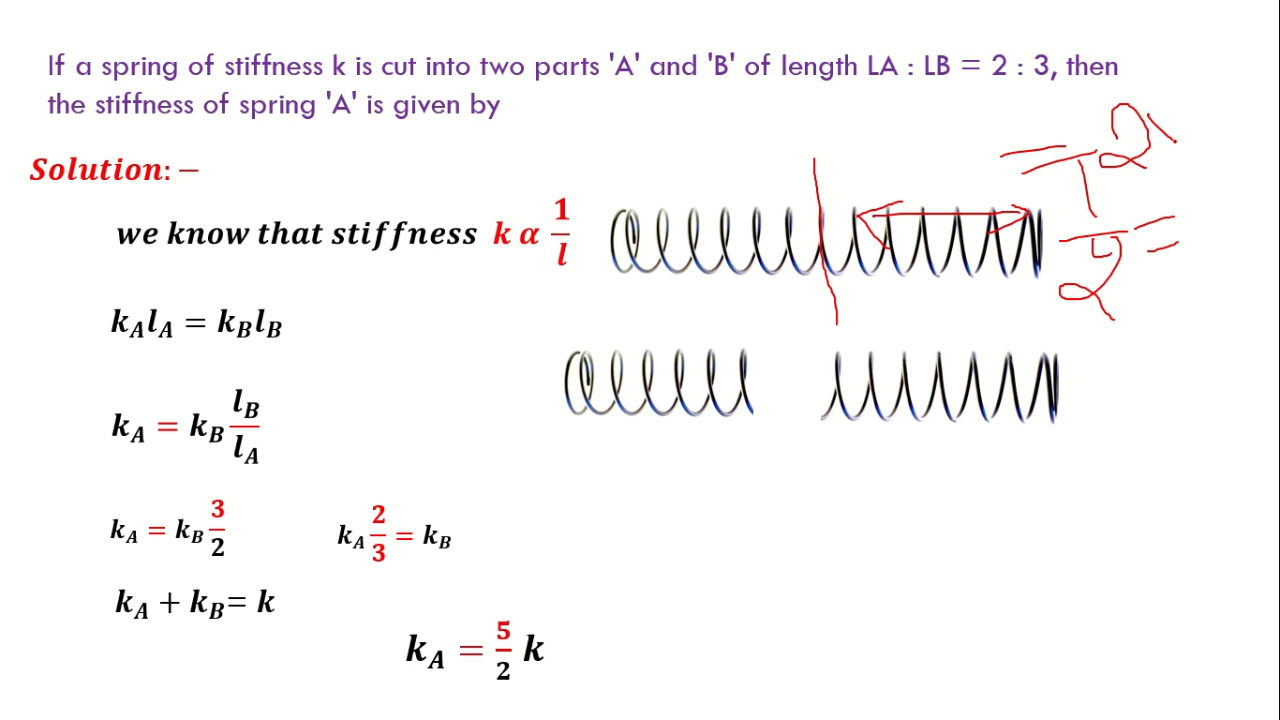 If a spring of stiffness k is cut into two parts 'A' and 'B' of length LA : LB = 2 : 3, then
the stiffness of spring 'A' is given by
Solution: −
we know that stiffness k α 1/l
k_A l_A = k_B l_B
k_A = k_B l_B/l_A
k_A = k_B 3/2
k_A 2/3 = k_B
k_A + k_B = k
k_A = 5/2 k